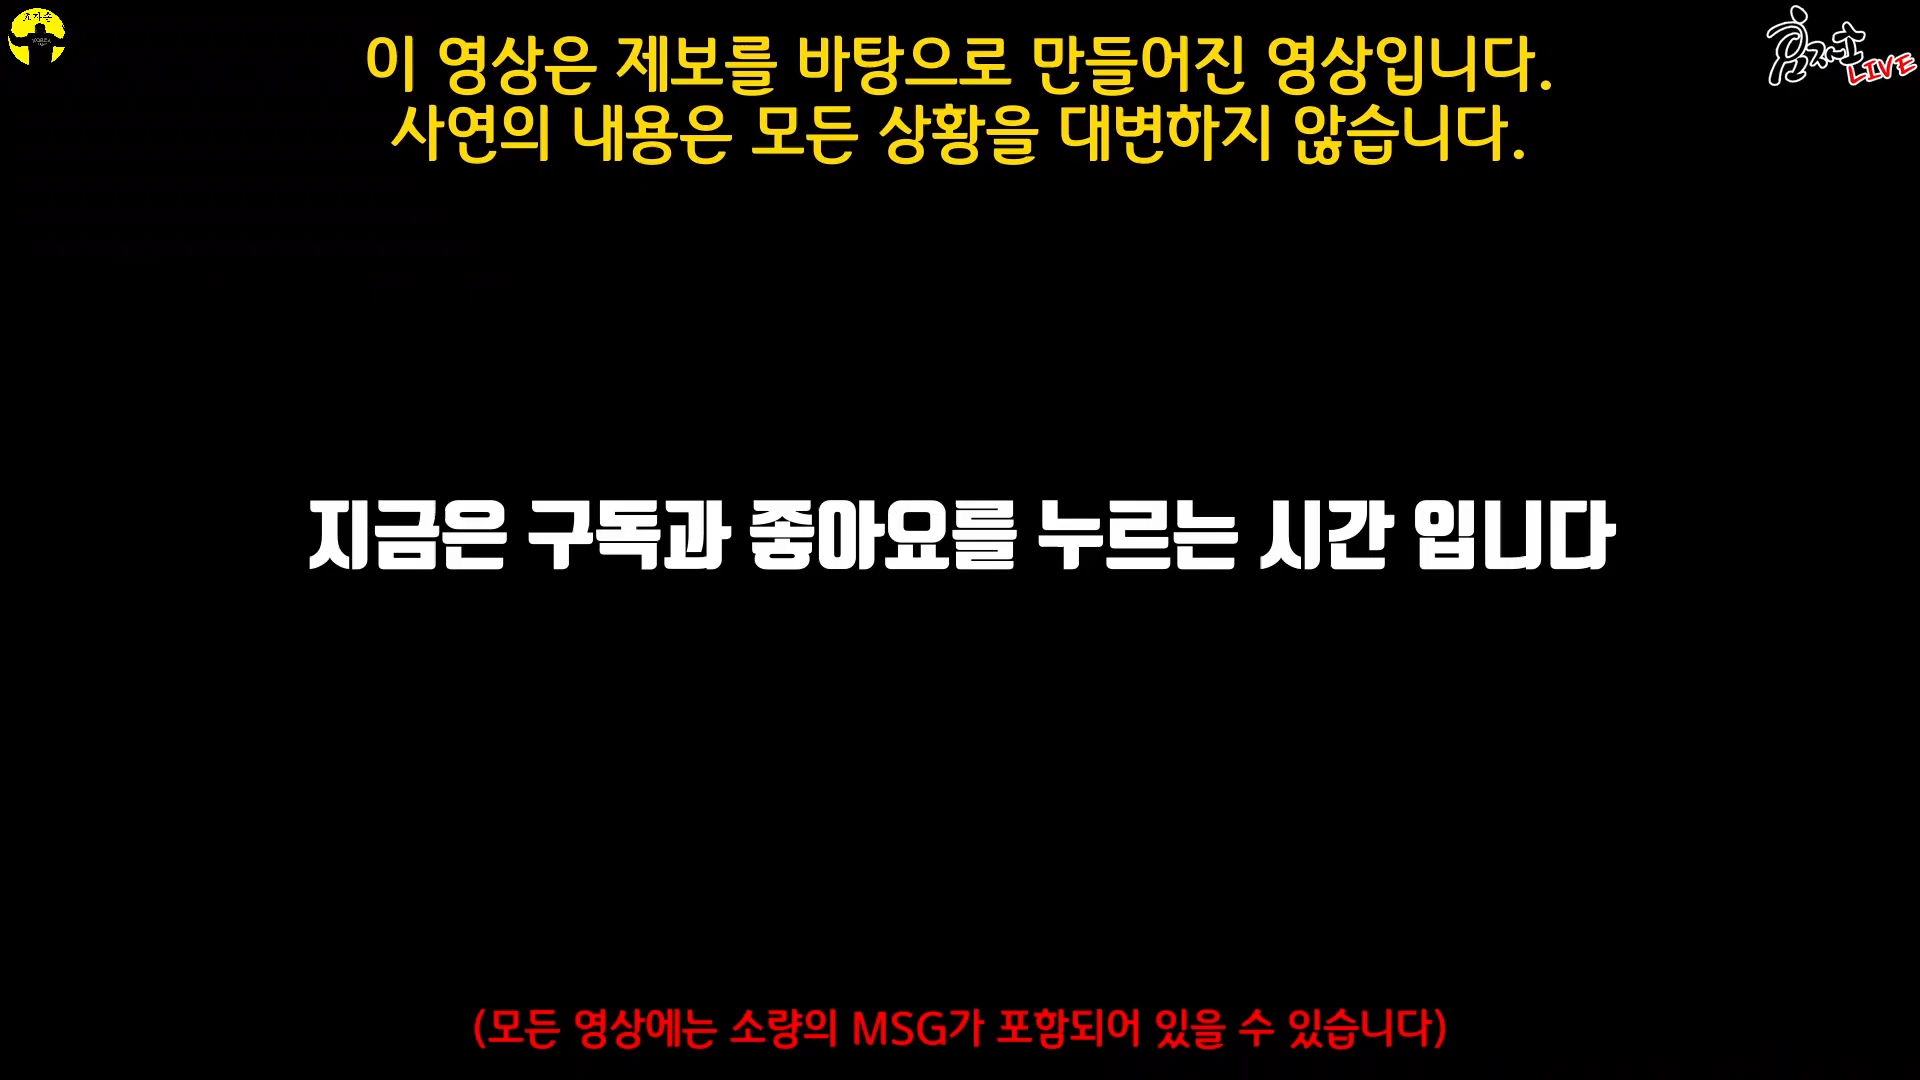 이 영상은 제보를 바탕으로 만들어진 영상입니다.
사연의 내용은 모든 상황을 대변하지 않습니다.
LIVE
지금은 구독과 좋아요를 누르는 시간 입니다
(모든 영상에는 소량의 MSG가 포함되어 있을 수 있습니다)